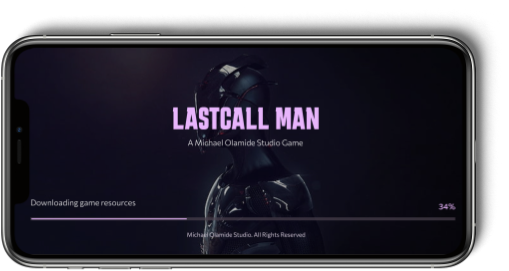 LASTCALL MAN
A Michael Olamide Studio Game
Downloading game resources
34%
Michael Olamide Studio. All Rights Reserved